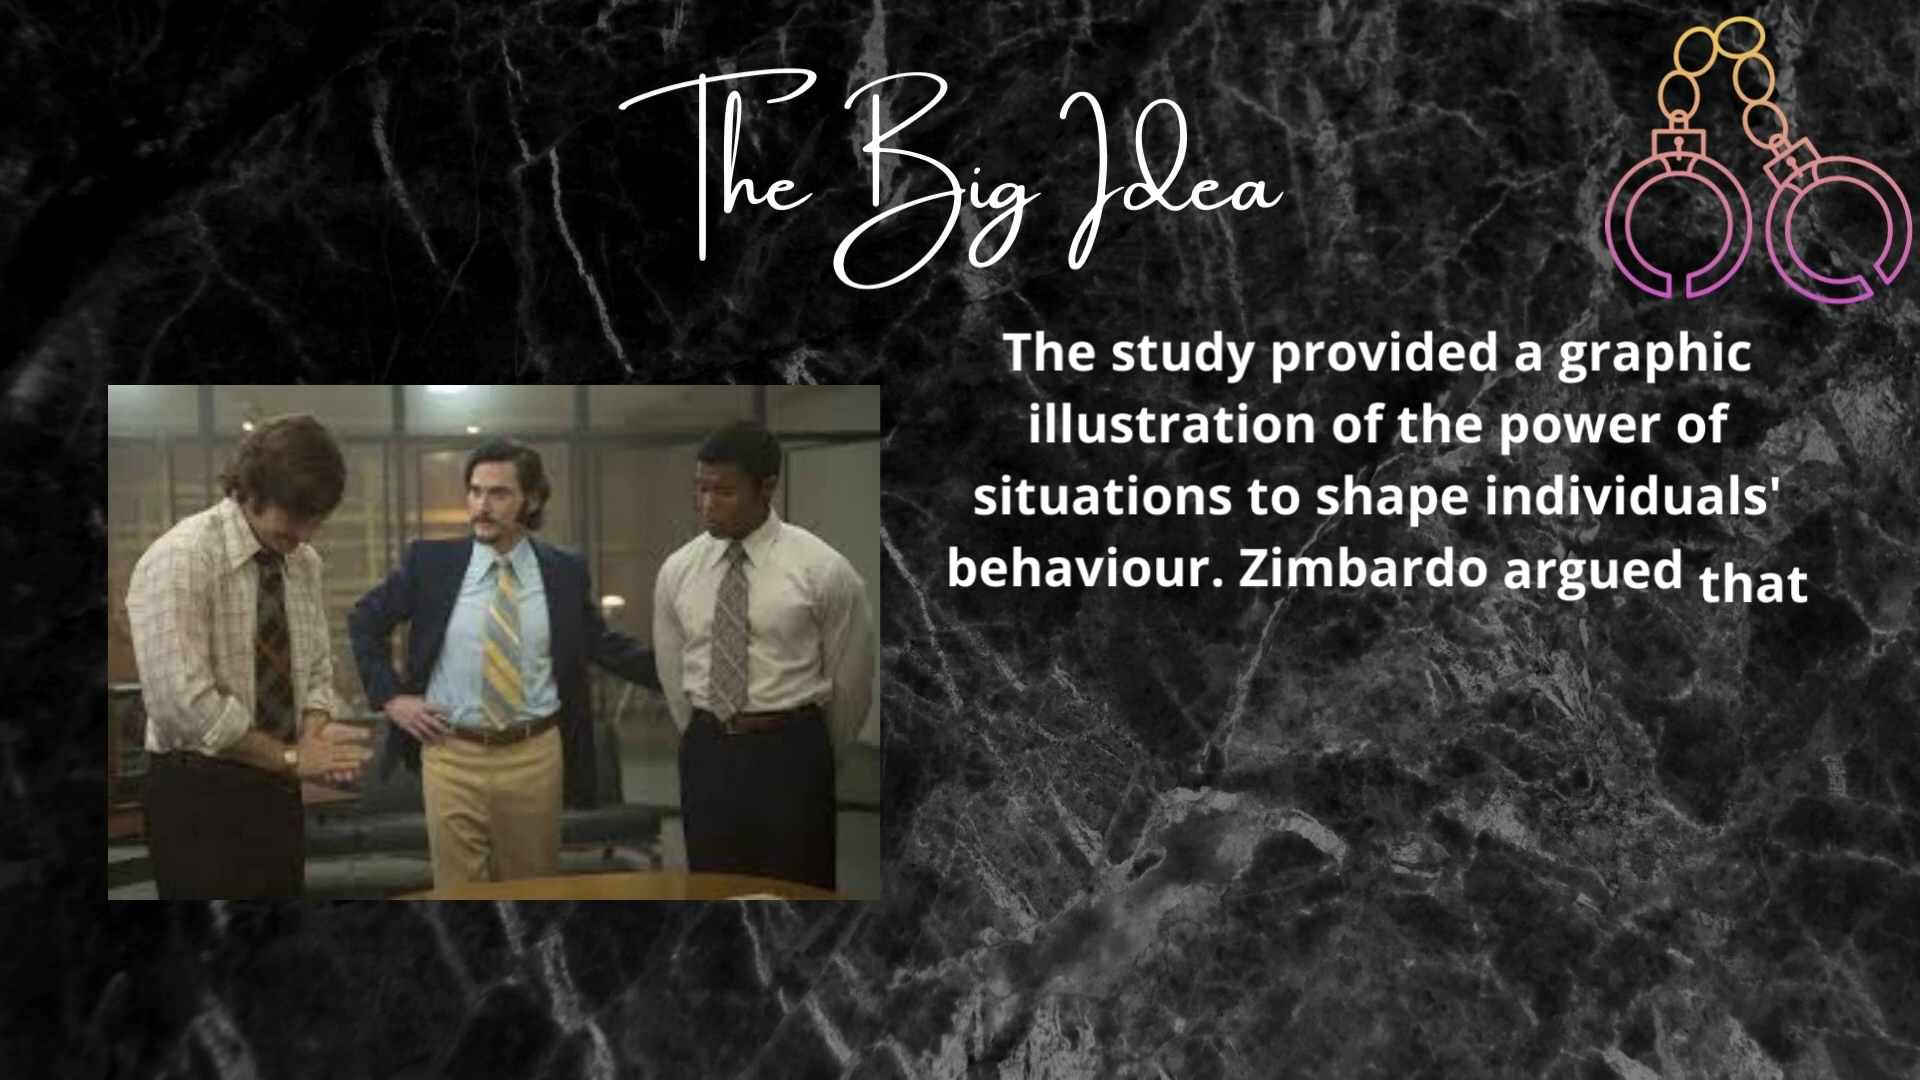 The Big Idea
The study provided a graphic
illustration of the power of
situations to shape individuals'
behaviour. Zimbardo argued that